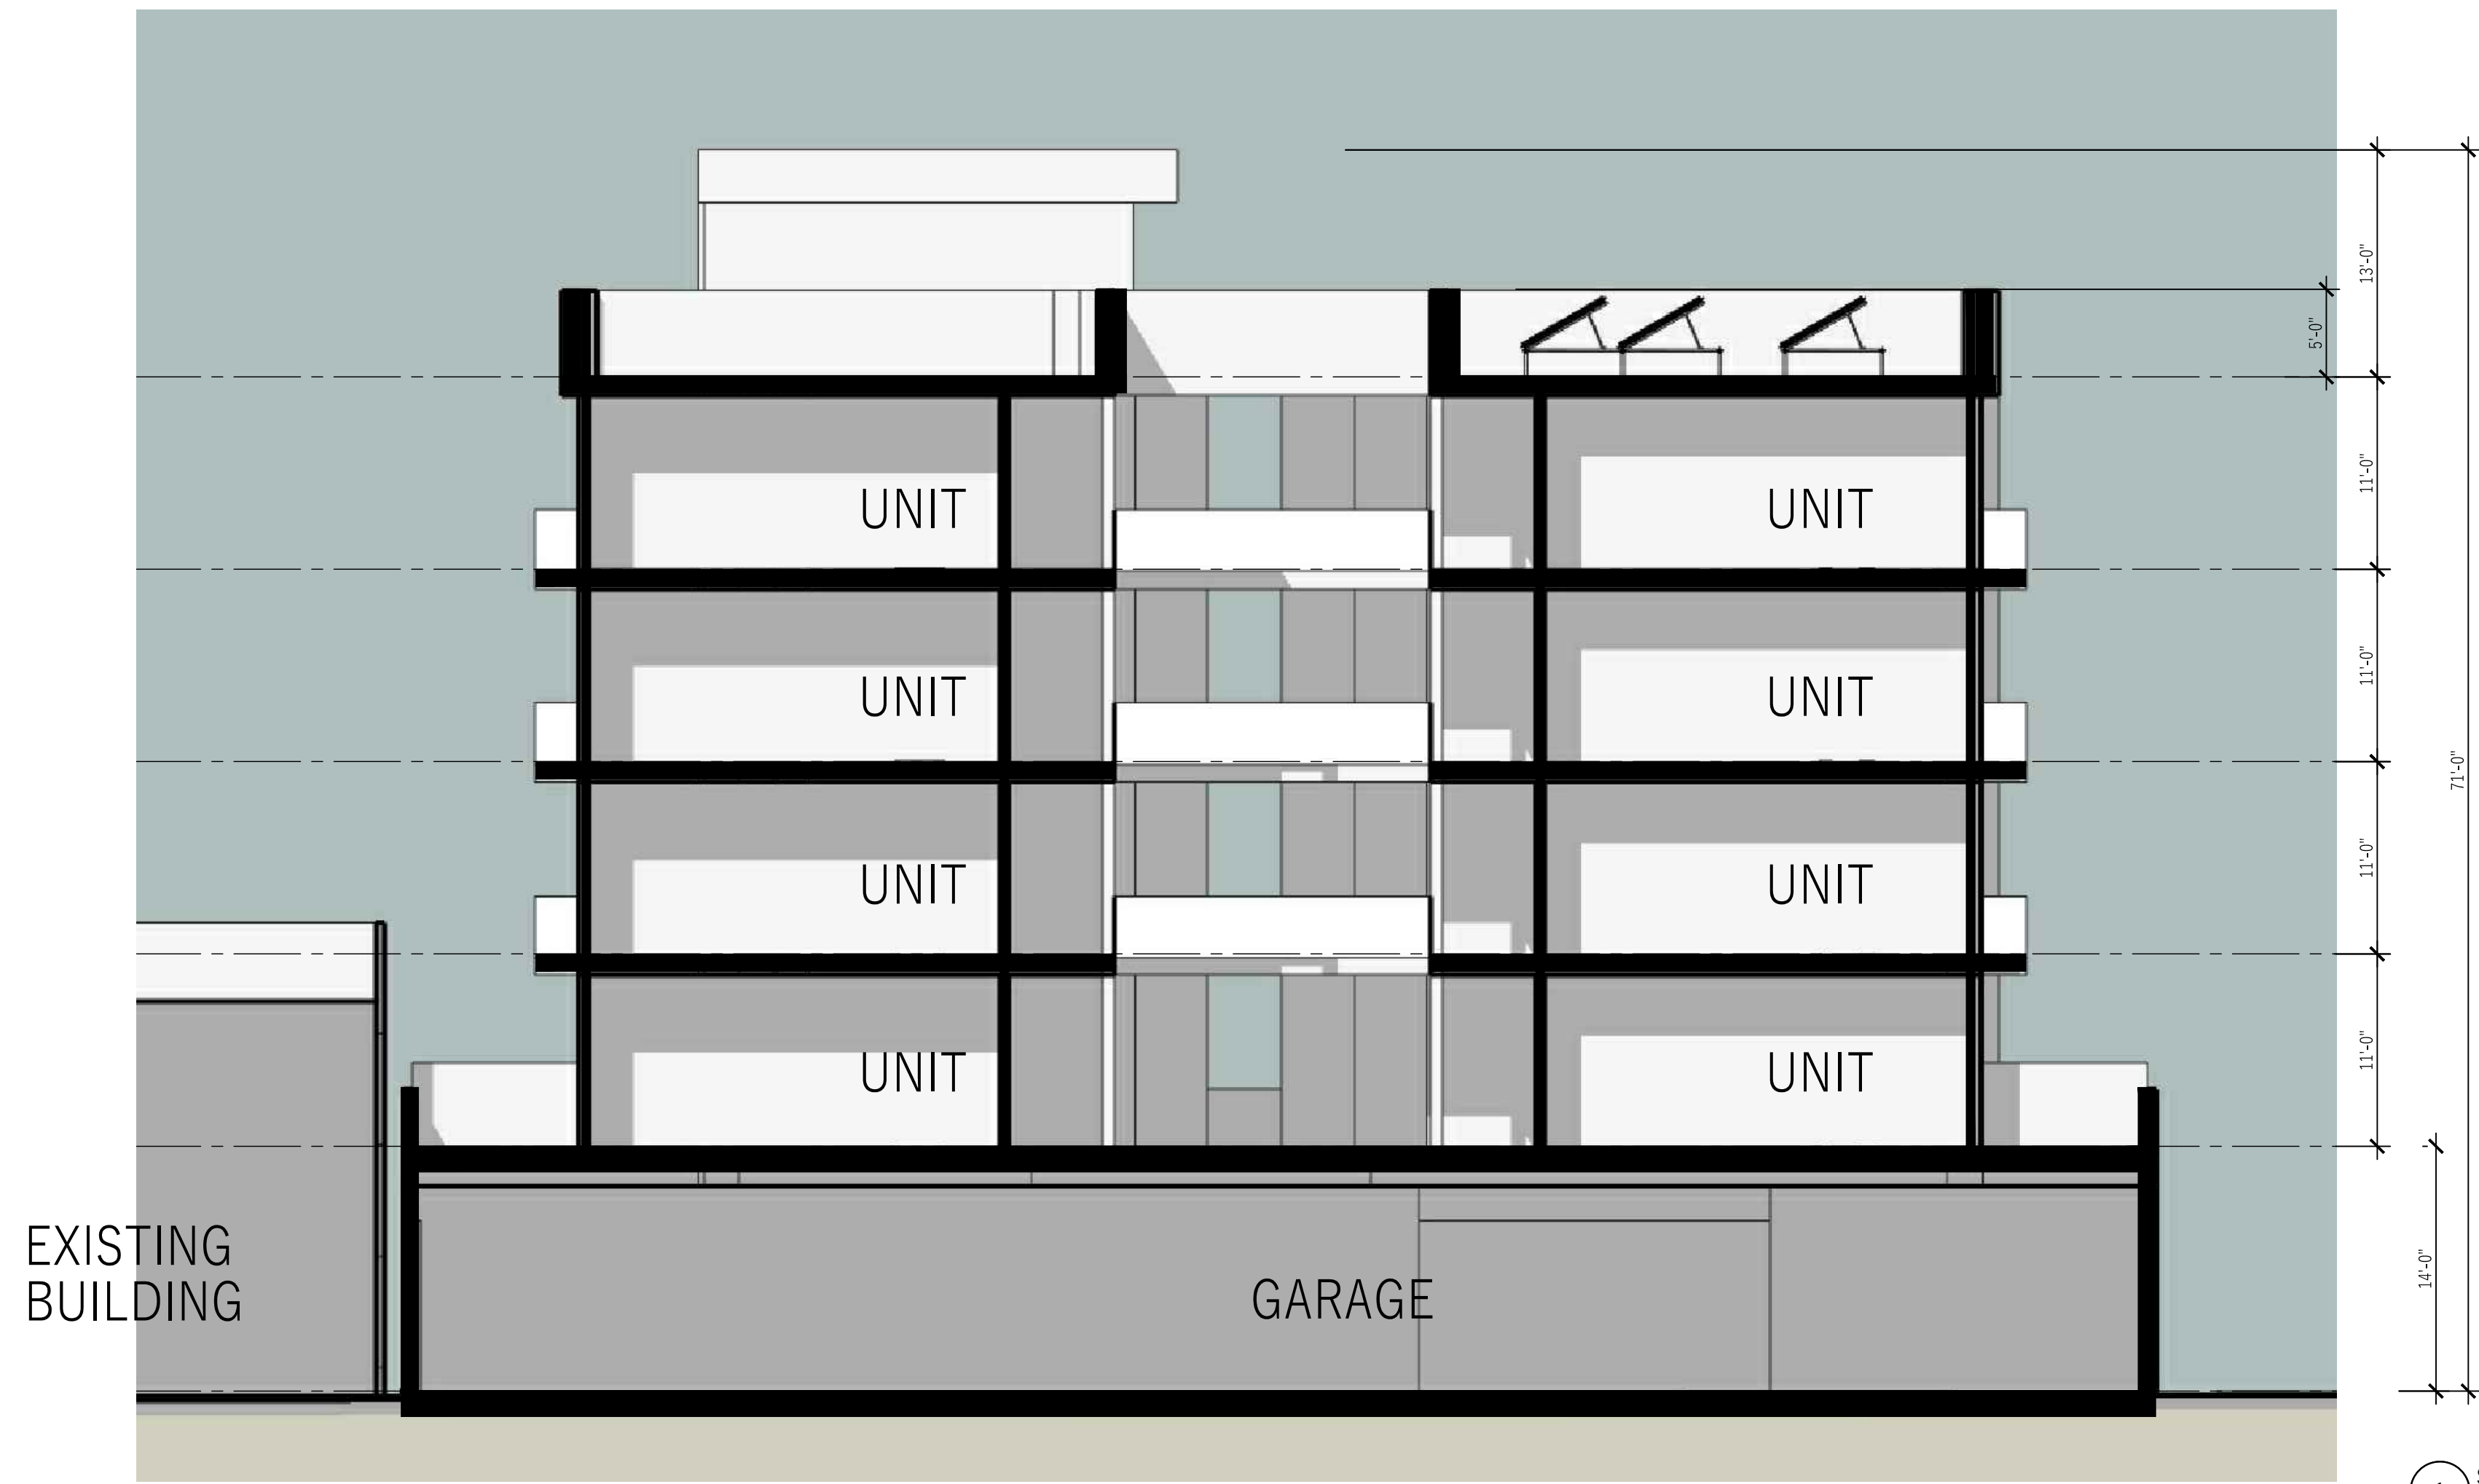 13'-0"
5'-0"
11'-0"
UNIT
UNIT
11'-0"
UNIT
UNIT
71'-0"
11'-0"
UNIT
UNIT
11'-0"
UNIT
UNIT
14'-0"
EXISTING
BUILDING
GARAGE